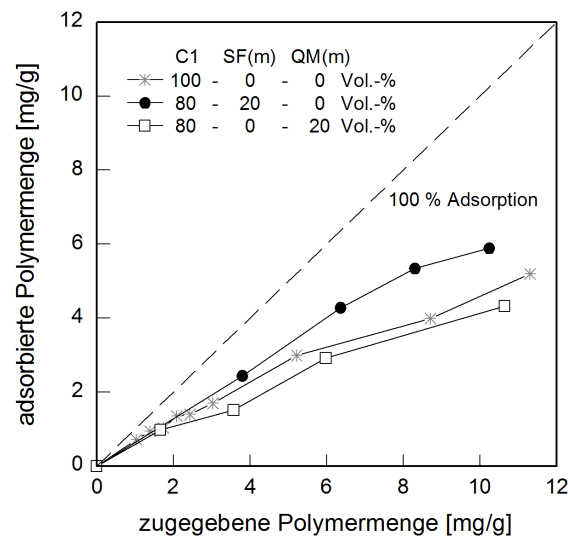 12
10
8
6
4
2
0
adsorbierte Polymermenge [mg/g]
C1 SF(m) QM(m)
100 - 0 - 0 Vol.-%
80 - 20 - 0 Vol.-%
80 - 0 - 20 Vol.-%
100 % Adsorption
0 2 4 6 8 10 12
zugegebene Polymermenge [mg/g]